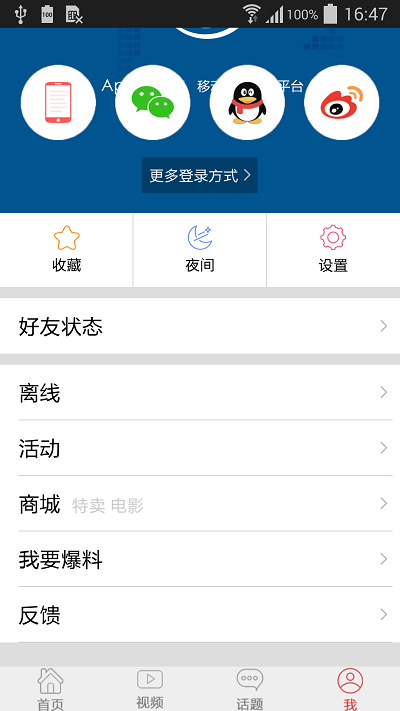 100
100%
16:47
Ap
移
平台
更多登录方式
收藏
夜间
设置
好友状态
离线
活动
商城 特卖 电影
我要爆料
反馈
首页
视频
话题
我